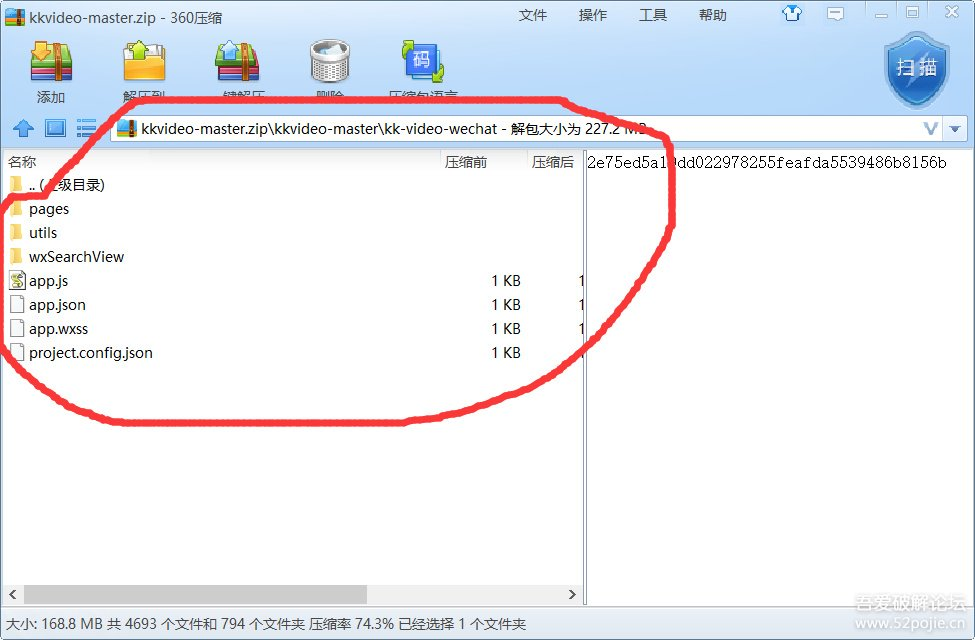 kkvideo-master.zip - 360压缩
文件 操作 工具 帮助
添加 解压到 一键解压 删除 压缩包语言
码
扫描
kkvideo-master.zip\kkvideo-master\kk-video-wechat - 解包大小为 227.2 MB
名称 压缩前 压缩后
.. (上级目录)
2e75ed5a19dd022978255feafda5539486b8156b
pages
utils
wxSearchView
app.js 1 KB 1
app.json 1 KB 1
app.wxss 1 KB 1
project.config.json 1 KB
大小: 168.8 MB 共 4693 个文件和 794 个文件夹 压缩率 74.3% 已经选择 1 个文件夹
吾爱破解论坛
www.52pojie.cn